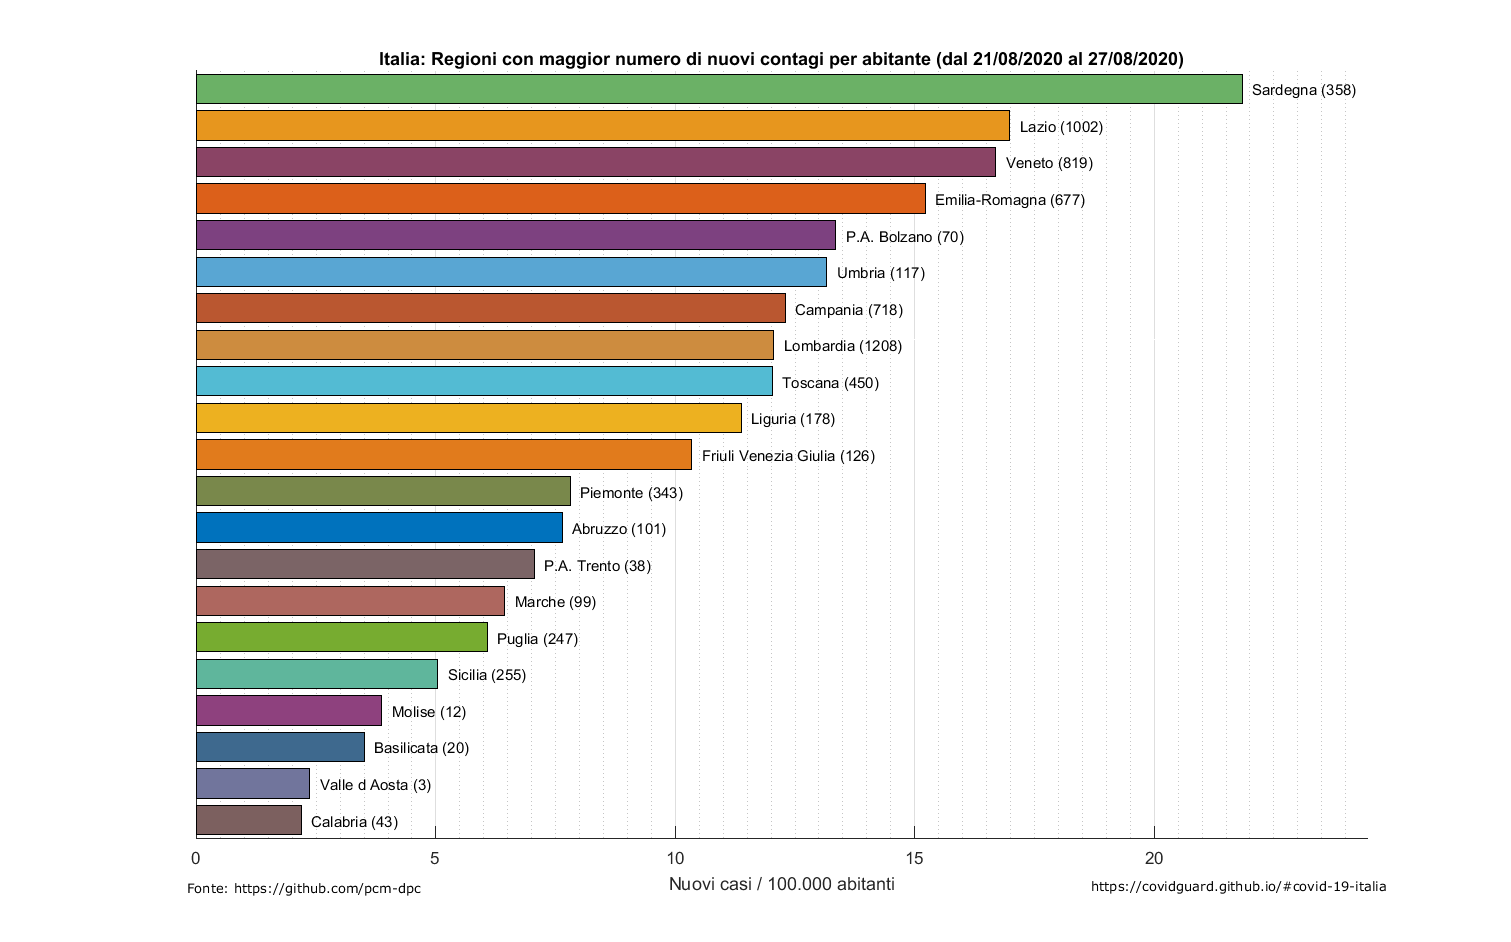 Italia: Regioni con maggior numero di nuovi contagi per abitante (dal 21/08/2020 al 27/08/2020)
Sardegna (358)
Lazio (1002)
Veneto (819)
Emilia-Romagna (677)
P.A. Bolzano (70)
Umbria (117)
Campania (718)
Lombardia (1208)
Toscana (450)
Liguria (178)
Friuli Venezia Giulia (126)
Piemonte (343)
Abruzzo (101)
P.A. Trento (38)
Marche (99)
Puglia (247)
Sicilia (255)
Molise (12)
Basilicata (20)
Valle d Aosta (3)
Calabria (43)
0 5 10 15 20
Nuovi casi / 100.000 abitanti
Fonte: https://github.com/pcm-dpc
https://covidguard.github.io/#covid-19-italia